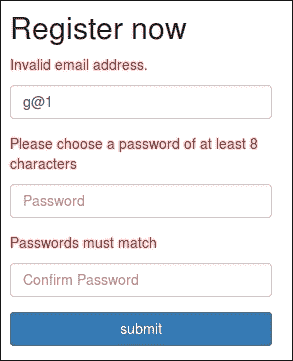 Register now
Invalid email address.
g@1
Please choose a password of at least 8
characters
Password
Passwords must match
Confirm Password
submit